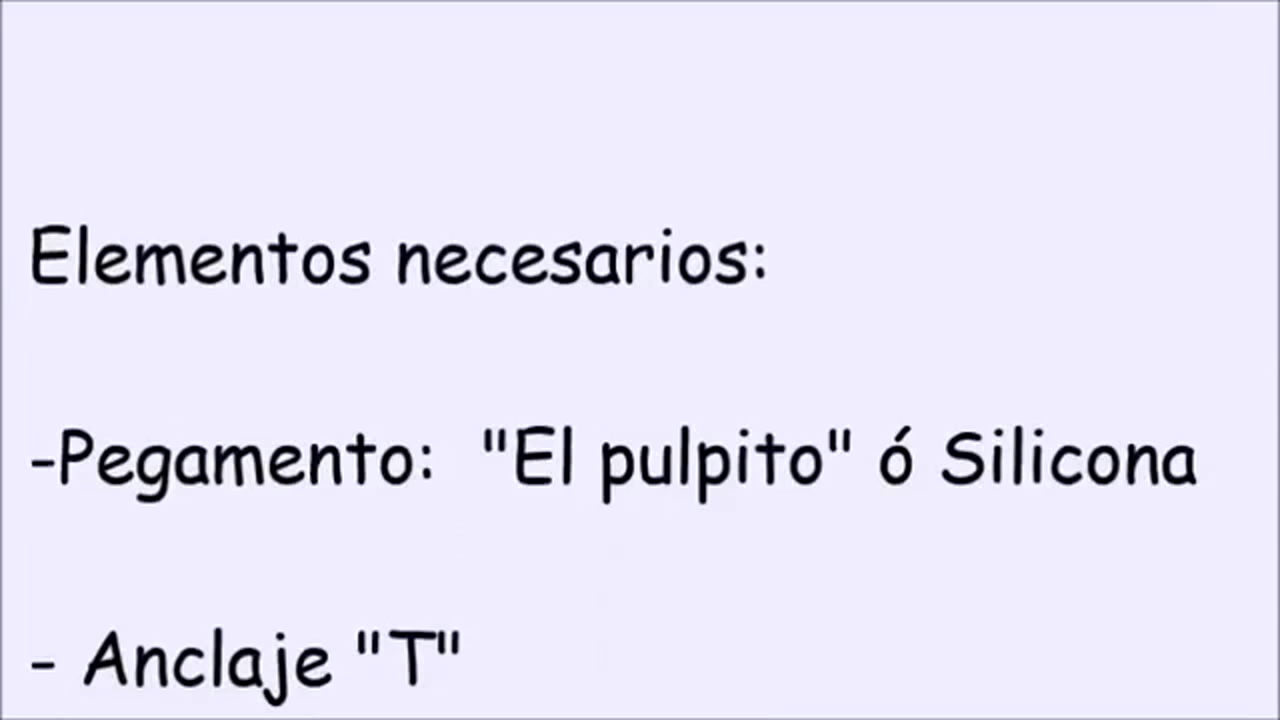 Elementos necesarios:
-Pegamento: "El pulpito" ó Silicona
- Anclaje "T"